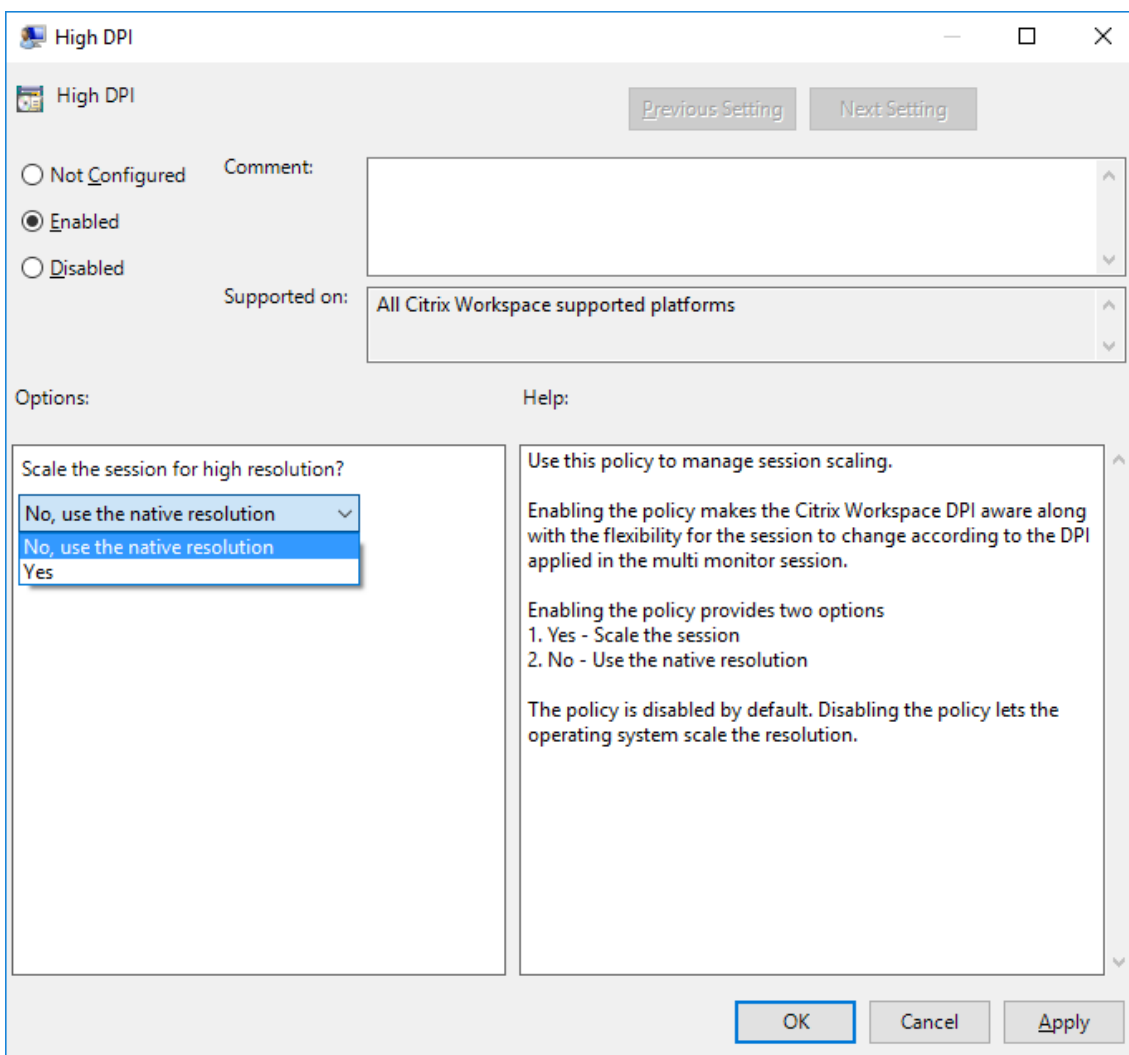 High DPI
High DPI
Previous Setting
Next Setting
Not Configured
Comment:
Enabled
Disabled
Supported on:
All Citrix Workspace supported platforms
Options:
Help:
Scale the session for high resolution?
No, use the native resolution
No, use the native resolution
Yes
Use this policy to manage session scaling.
Enabling the policy makes the Citrix Workspace DPI aware along
with the flexibility for the session to change according to the DPI
applied in the multi monitor session.
Enabling the policy provides two options
1. Yes - Scale the session
2. No - Use the native resolution
The policy is disabled by default. Disabling the policy lets the
operating system scale the resolution.
OK
Cancel
Apply